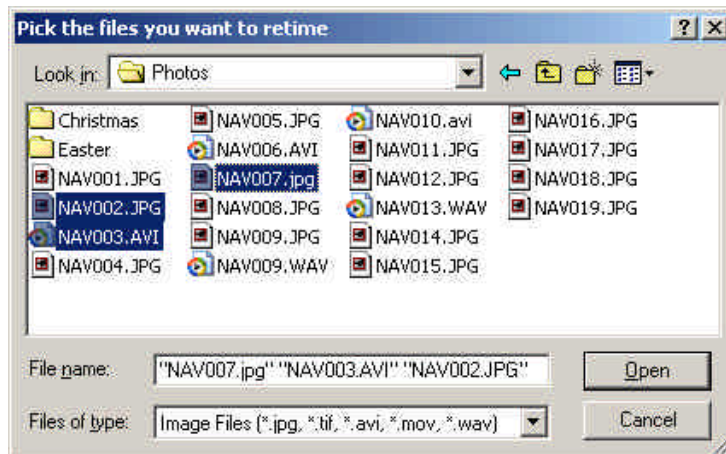 Pick the files you want to retime
Look in: Photos
Christmas NAV005.JPG NAV010.avi NAV016.JPG
Easter NAV006.AVI NAV011.JPG NAV017.JPG
NAV001.JPG NAV007.jpg NAV012.JPG NAV018.JPG
NAV002.JPG NAV008.JPG NAV013.WAV NAV019.JPG
NAV003.AVI NAV009.JPG NAV014.JPG
NAV004.JPG NAV009.WAV NAV015.JPG
File name: "NAV007.jpg" "NAV003.AVI" "NAV002.JPG" Open
Files of type: Image Files (*.jpg, *.tif, *.avi, *.mov, *.wav) Cancel